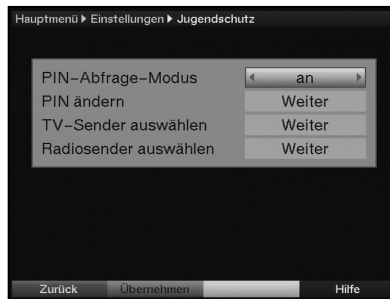 Hauptmenü ▶ Einstellungen ▶ Jugendschutz
PIN-Abfrage-Modus an
PIN ändern Weiter
TV-Sender auswählen Weiter
Radiosender auswählen Weiter
Zurück Übernehmen Hilfe